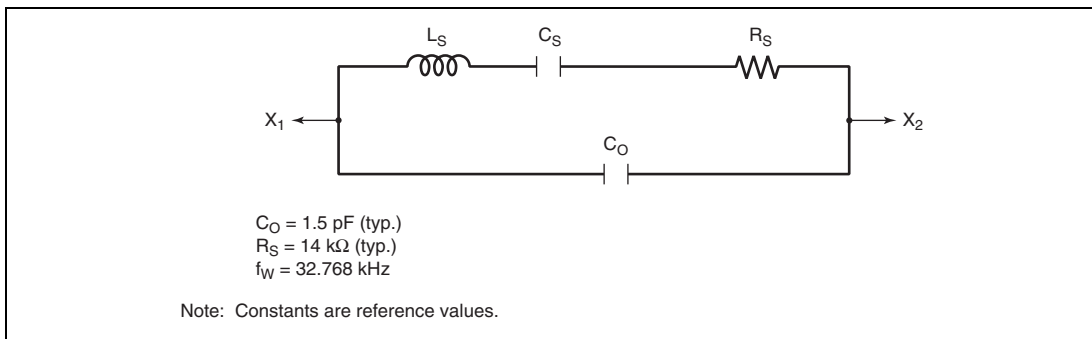 L_S C_S R_S
X_1 X_2
C_O
C_O = 1.5 pF (typ.)
R_S = 14 kΩ (typ.)
f_W = 32.768 kHz
Note: Constants are reference values.